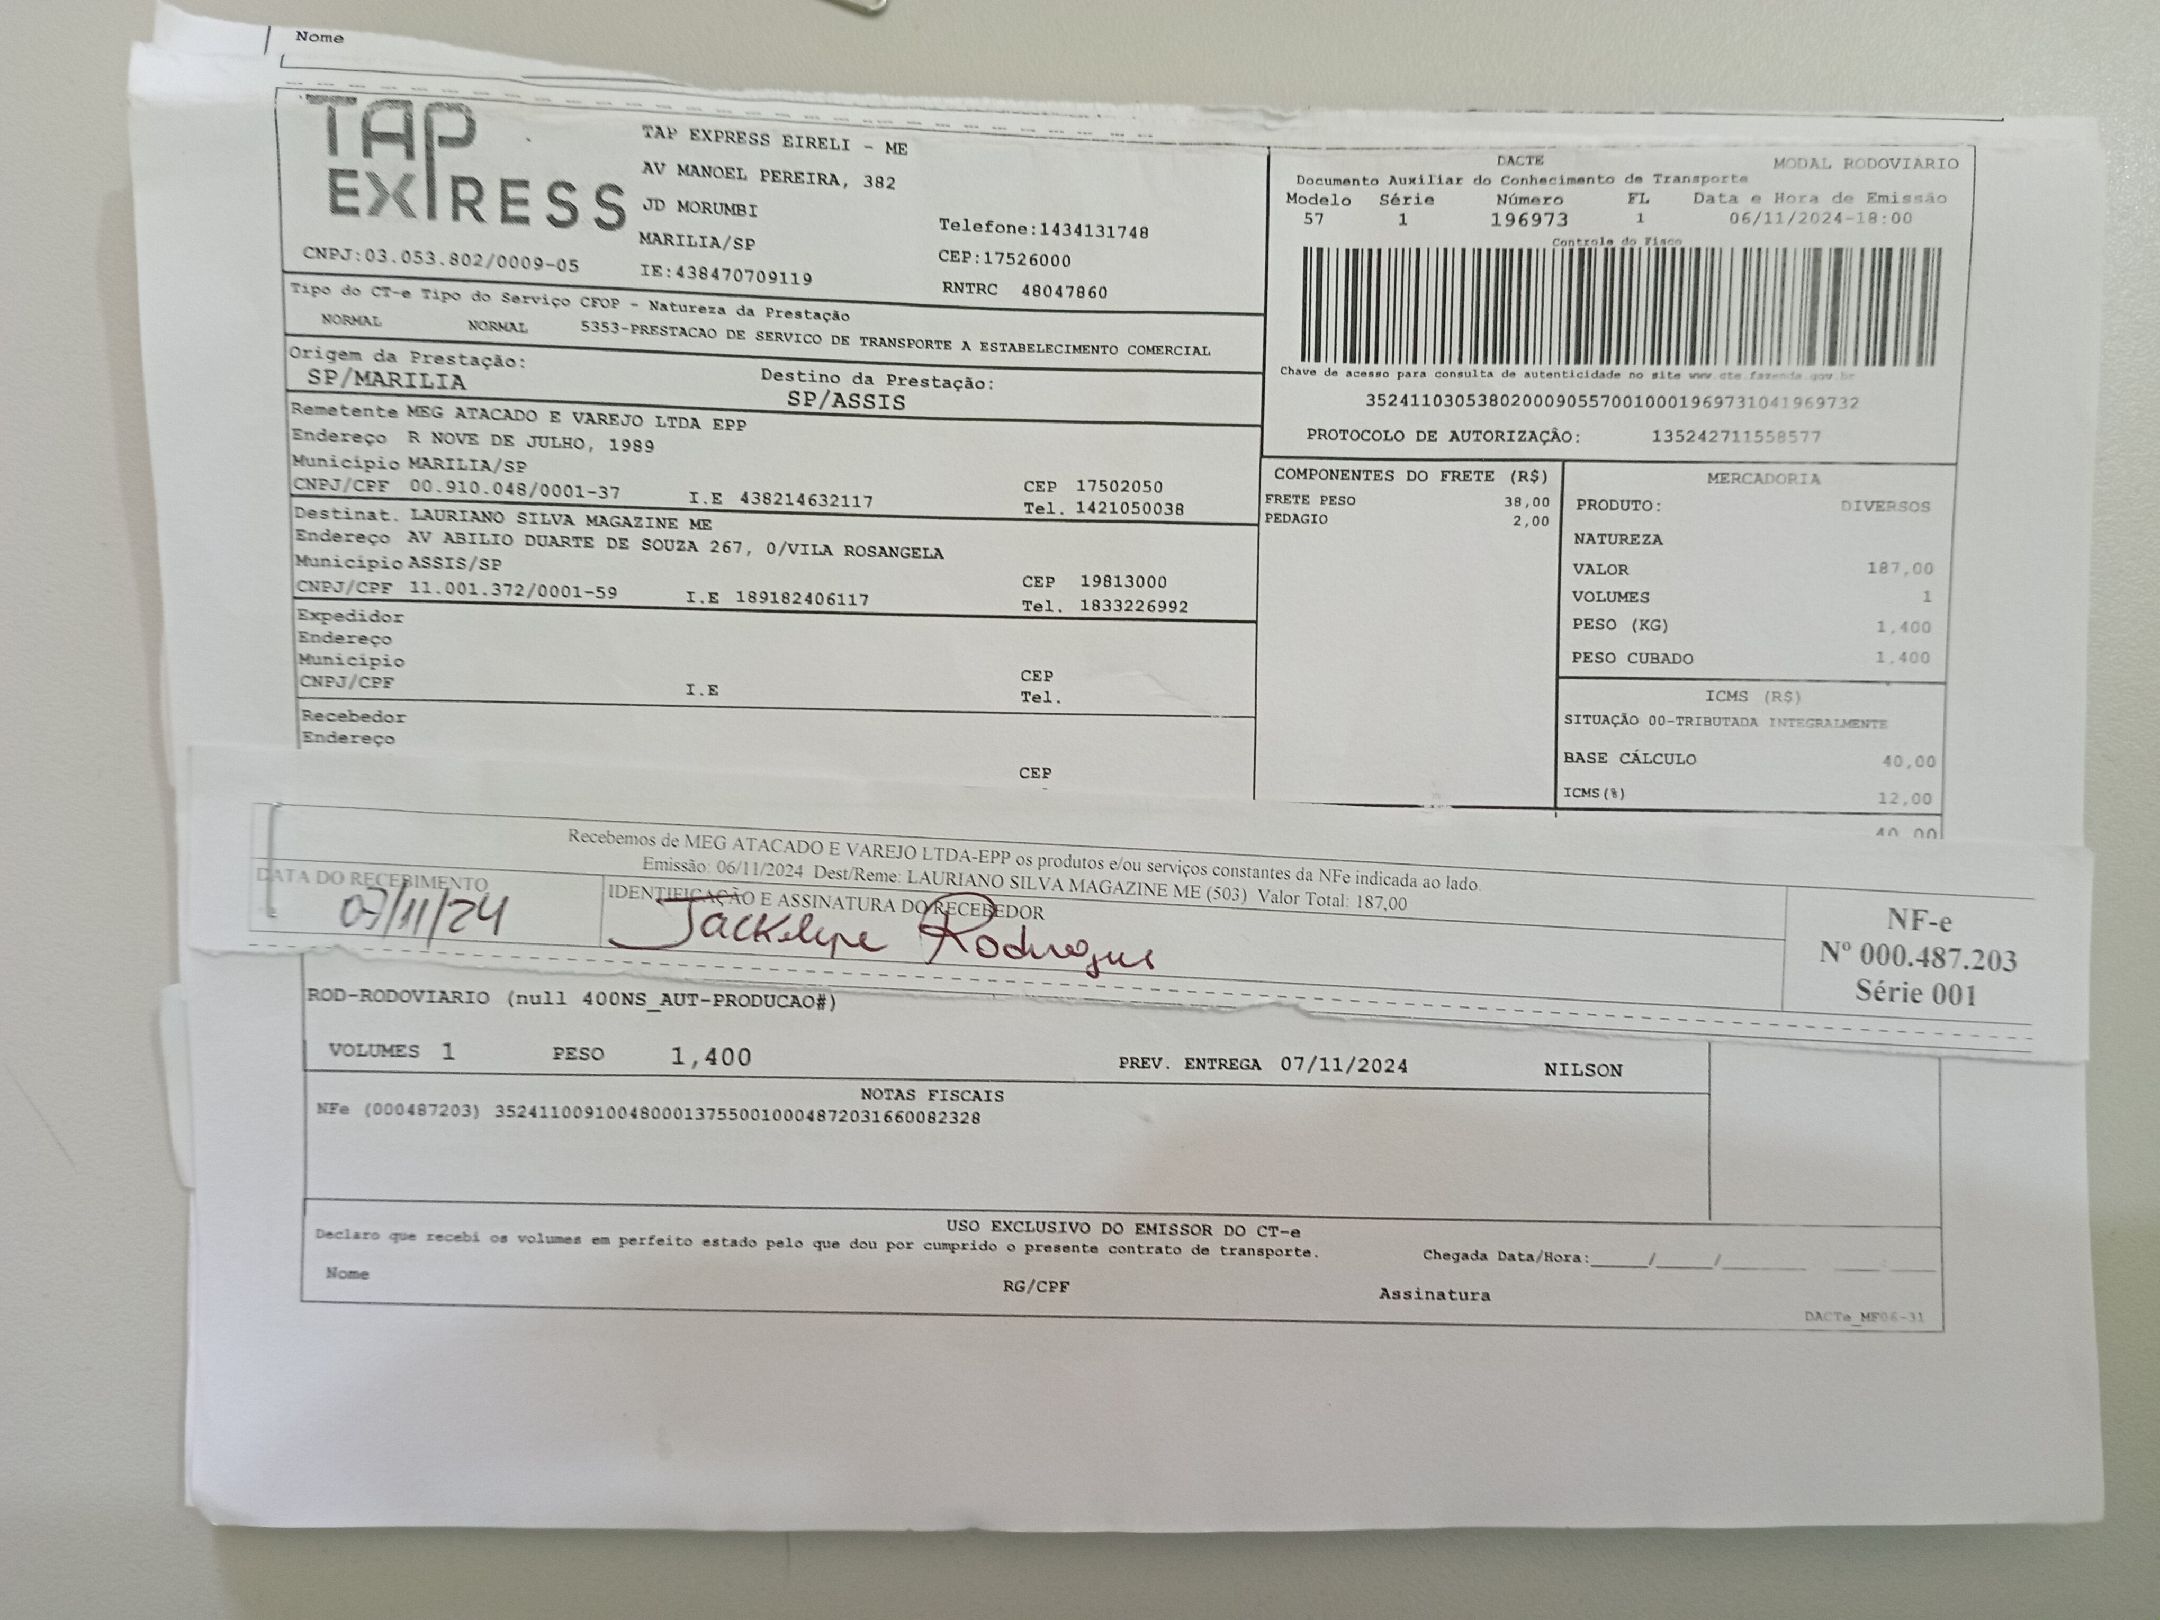 Nome
TAP
EXPRESS
CNPJ:03.053.802/0009-05
TAP EXPRESS EIRELI - ME
AV MANOEL PEREIRA, 382
JD MORUMBI
MARILIA/SP
IE:438470709119
Telefone:1434131748
CEP:17526000
RNTRC 48047860
DACTE MODAL RODOVIARIO
Documento Auxiliar do Conhecimento de Transporte
Modelo Série Número FL Data e Hora de Emissão
57 1 196973 1 06/11/2024-18:00
Controle do Fisco
Chave de acesso para consulta de autenticidade no site www.cte.fazenda.gov.br
35241103053802000905570010001969731041969732
PROTOCOLO DE AUTORIZAÇÃO: 135242711558577
Tipo do CT-e Tipo do Serviço CFOP - Natureza da Prestação
NORMAL NORMAL 5353-PRESTACAO DE SERVICO DE TRANSPORTE A ESTABELECIMENTO COMERCIAL
Origem da Prestação: Destino da Prestação:
SP/MARILIA SP/ASSIS
Remetente MEG ATACADO E VAREJO LTDA EPP
Endereço R NOVE DE JULHO, 1989
Municipio MARILIA/SP CEP 17502050
CNPJ/CPF 00.910.048/0001-37 I.E 438214632117 Tel. 1421050038
Destinat. LAURIANO SILVA MAGAZINE ME
Endereço AV ABILIO DUARTE DE SOUZA 267, 0/VILA ROSANGELA
Municipio ASSIS/SP CEP 19813000
CNPJ/CPF 11.001.372/0001-59 I.E 189182406117 Tel. 1833226992
Expedidor
Endereço
Municipio CEP
CNPJ/CPF I.E Tel.
Recebedor
Endereço
CEP
COMPONENTES DO FRETE (R$)
FRETE PESO 38,00
PEDAGIO 2,00
MERCADORIA
PRODUTO: DIVERSOS
NATUREZA
VALOR 187,00
VOLUMES 1
PESO (KG) 1,400
PESO CUBADO 1,400
ICMS (R$)
SITUAÇÃO 00-TRIBUTADA INTEGRALMENTE
BASE CÁLCULO 40,00
ICMS(%) 12,00
40,00
Recebemos de MEG ATACADO E VAREJO LTDA-EPP os produtos e/ou serviços constantes da NFe indicada ao lado.
Emissão: 06/11/2024 Dest/Reme: LAURIANO SILVA MAGAZINE ME (503) Valor Total: 187,00
DATA DO RECEBIMENTO IDENTIFICAÇÃO E ASSINATURA DO RECEBEDOR
07/11/24 Rodrigues
NF-e
Nº 000.487.203
Série 001
ROD-RODOVIARIO (null 400NS_AUT-PRODUCAO#)
VOLUMES 1 PESO 1,400 PREV. ENTREGA 07/11/2024 NILSON
NOTAS FISCAIS
NFe (000487203) 35241100910048000137550010004872031660082328
USO EXCLUSIVO DO EMISSOR DO CT-e
Declaro que recebi os volumes em perfeito estado pelo que dou por cumprido o presente contrato de transporte. Chegada Data/Hora:_____/_____/_______ ____:____
Nome RG/CPF Assinatura
DACTe_MF06-31